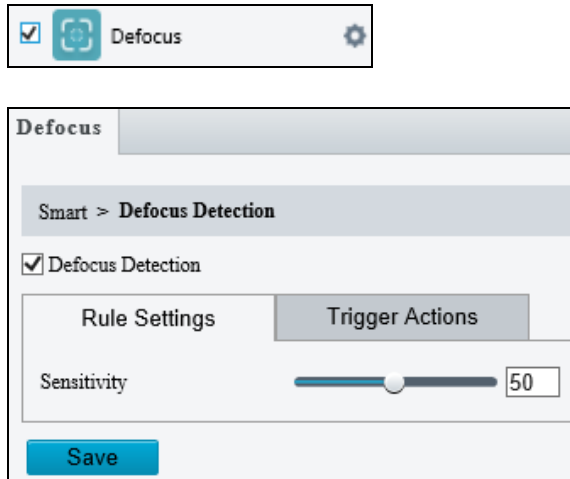 Defocus
Defocus
Smart > Defocus Detection
Defocus Detection
Rule Settings Trigger Actions
Sensitivity 50
Save